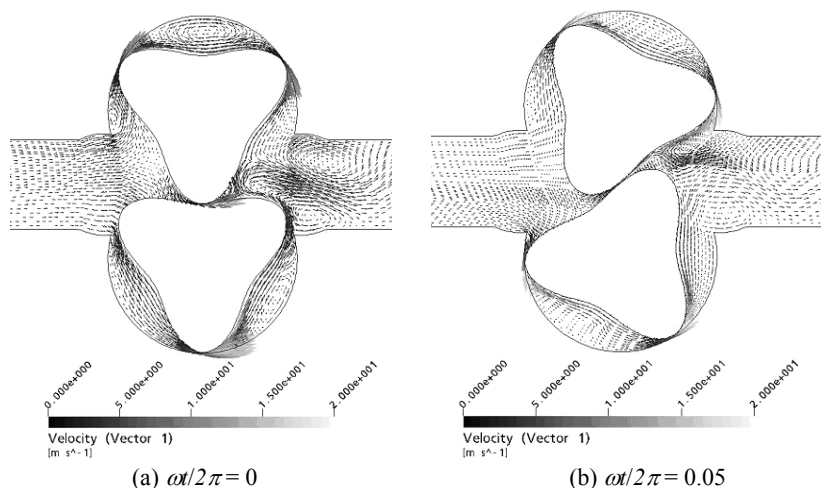 0.000e+000
5.000e+000
1.000e+001
1.500e+001
2.000e+001
Velocity (Vector 1)
[m s^-1]
(a) ωt/2π = 0
0.000e+000
5.000e+000
1.000e+001
1.500e+001
2.000e+001
Velocity (Vector 1)
[m s^-1]
(b) ωt/2π = 0.05